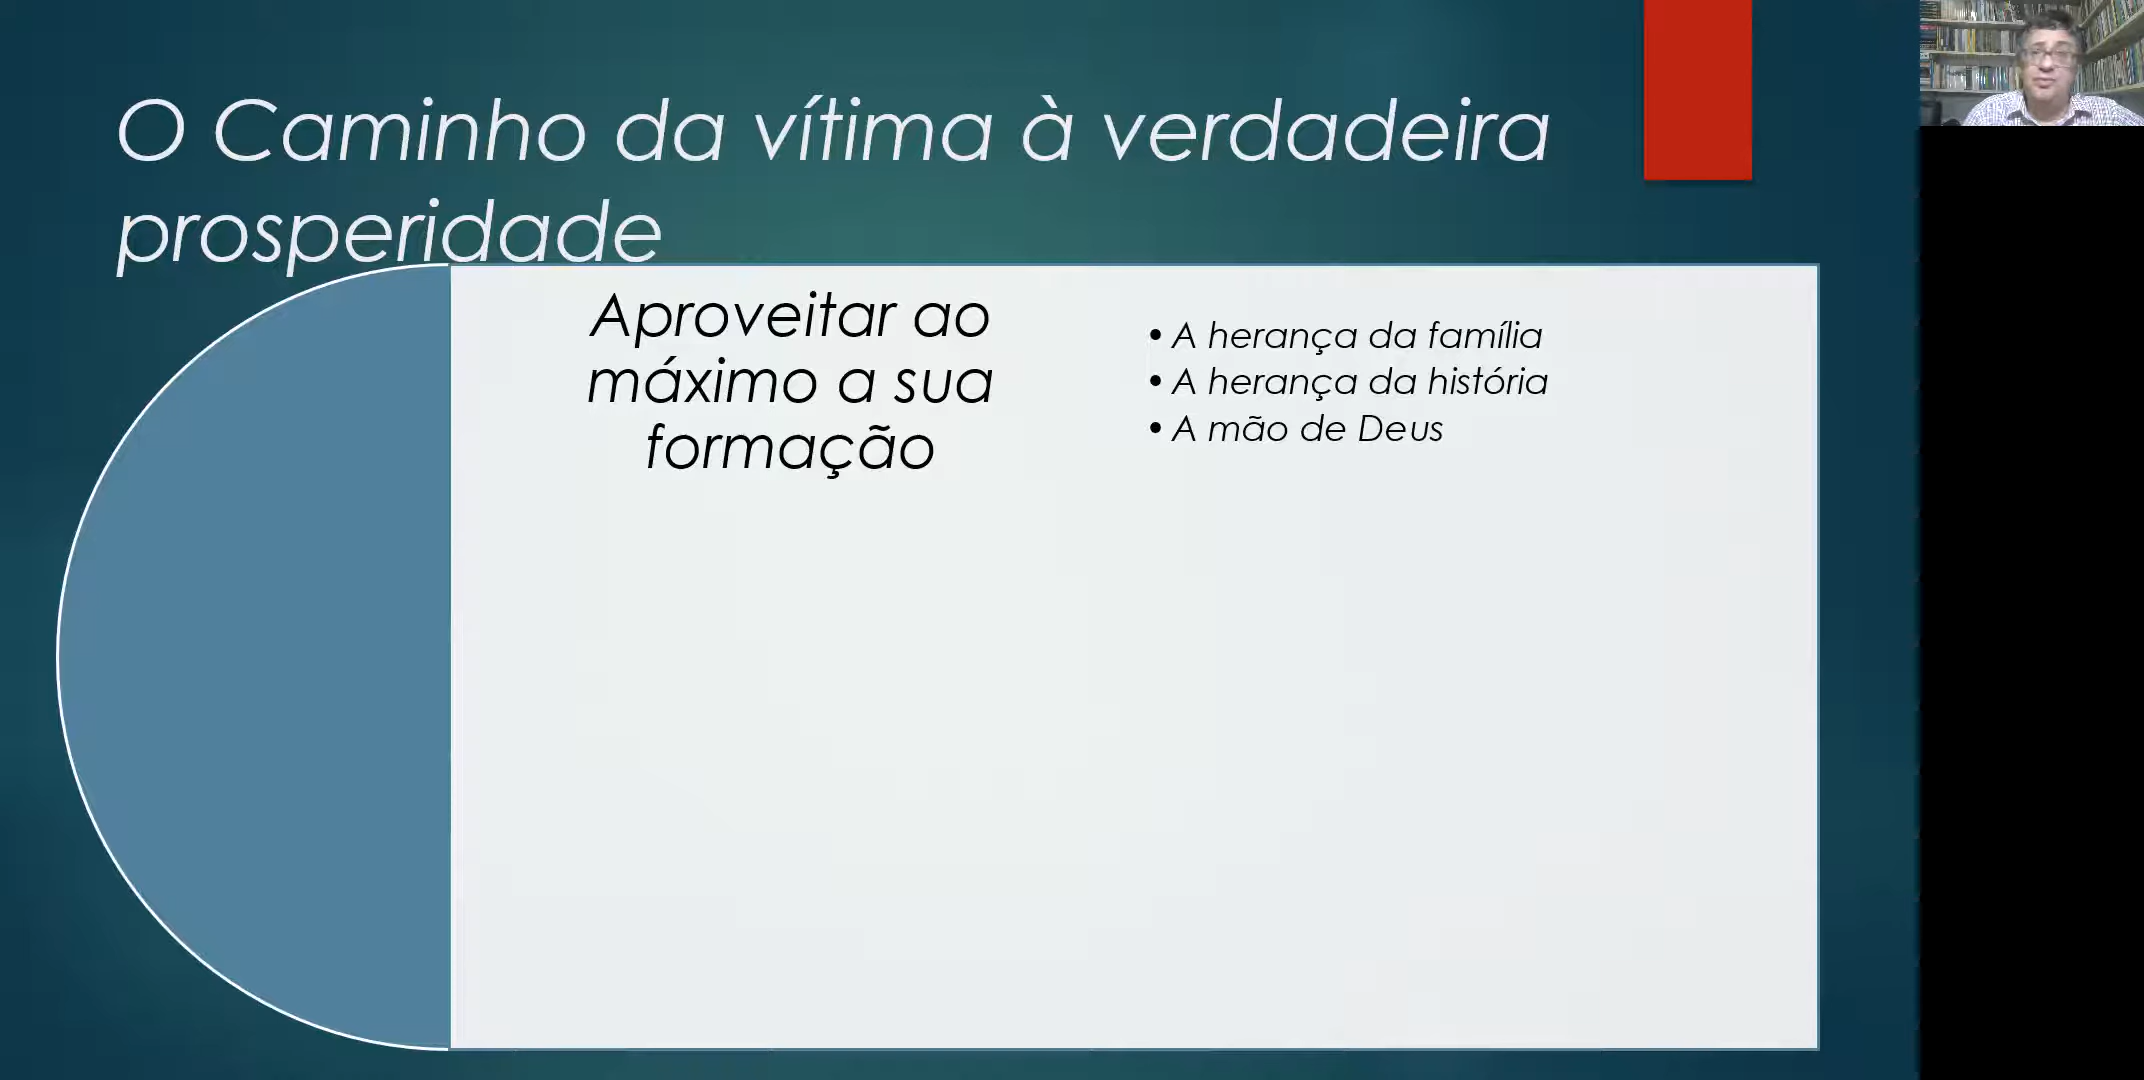 O Caminho da vítima à verdadeira
prosperidade
Aproveitar ao
máximo a sua
formação
• A herança da família
• A herança da história
• A mão de Deus